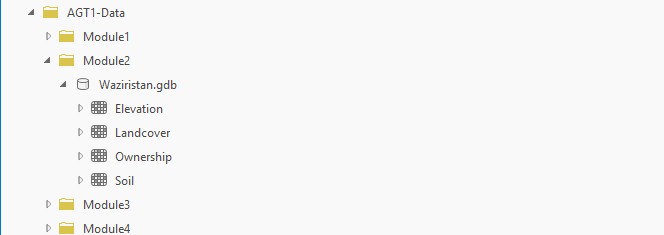 AGT1-Data
Module1
Module2
Waziristan.gdb
Elevation
Landcover
Ownership
Soil
Module3
Module4